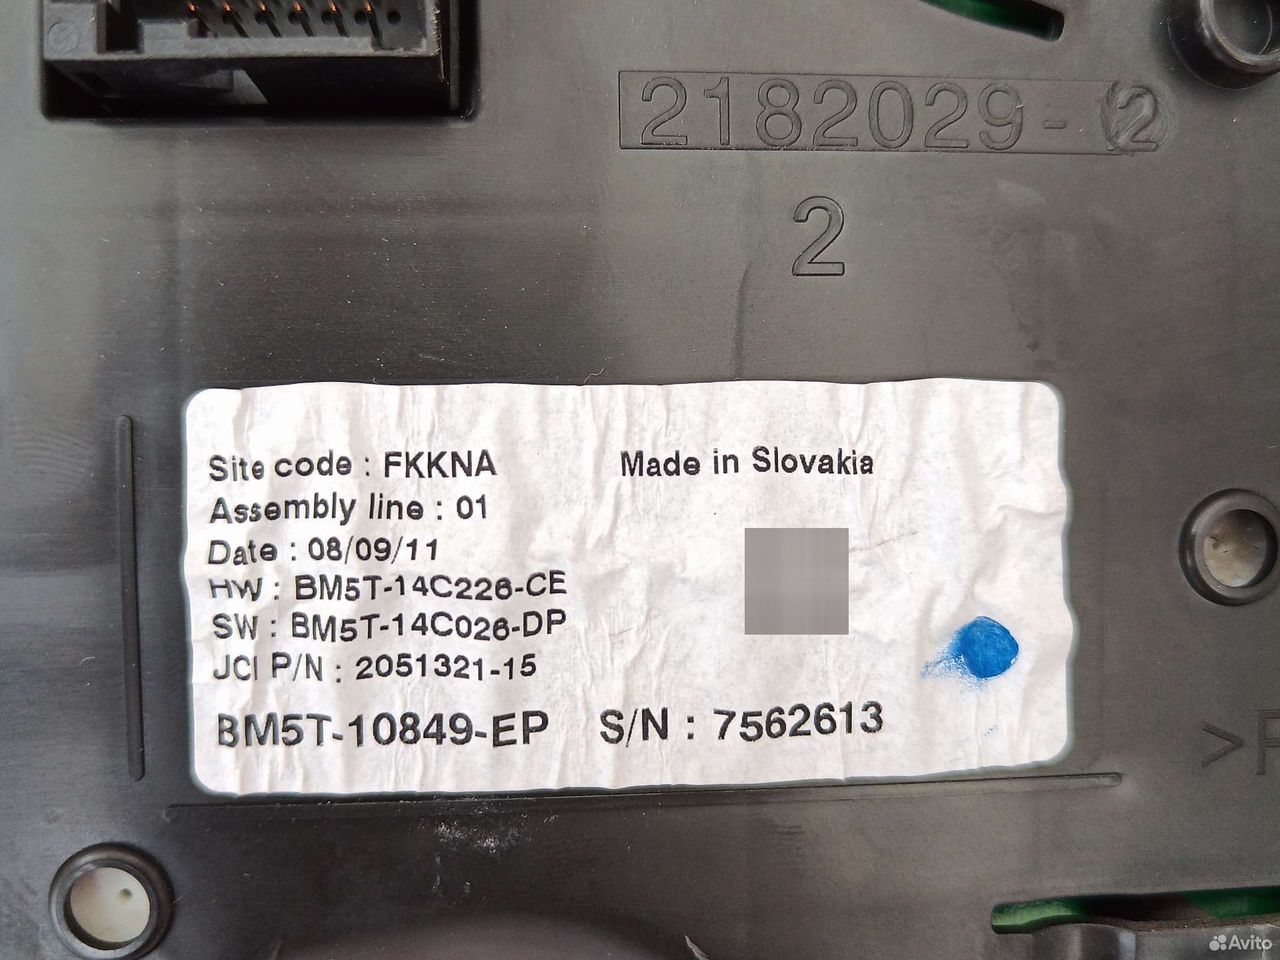 2182029-2
2
Site code : FKKNA
Made in Slovakia
Assembly line : 01
Date : 08/09/11
HW : BM5T-14C226-CE
SW : BM5T-14C026-DP
JCI P/N : 2051321-15
BM5T-10849-EP S/N : 7562613
>P
Avito